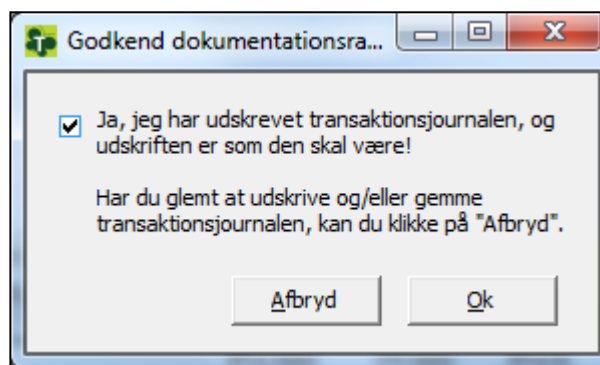 Godkend dokumentationsra...
Ja, jeg har udskrevet transaktionsjournalen, og
udskriften er som den skal være!
Har du glemt at udskrive og/eller gemme
transaktionsjournalen, kan du klikke på "Afbryd".
Afbryd
Ok